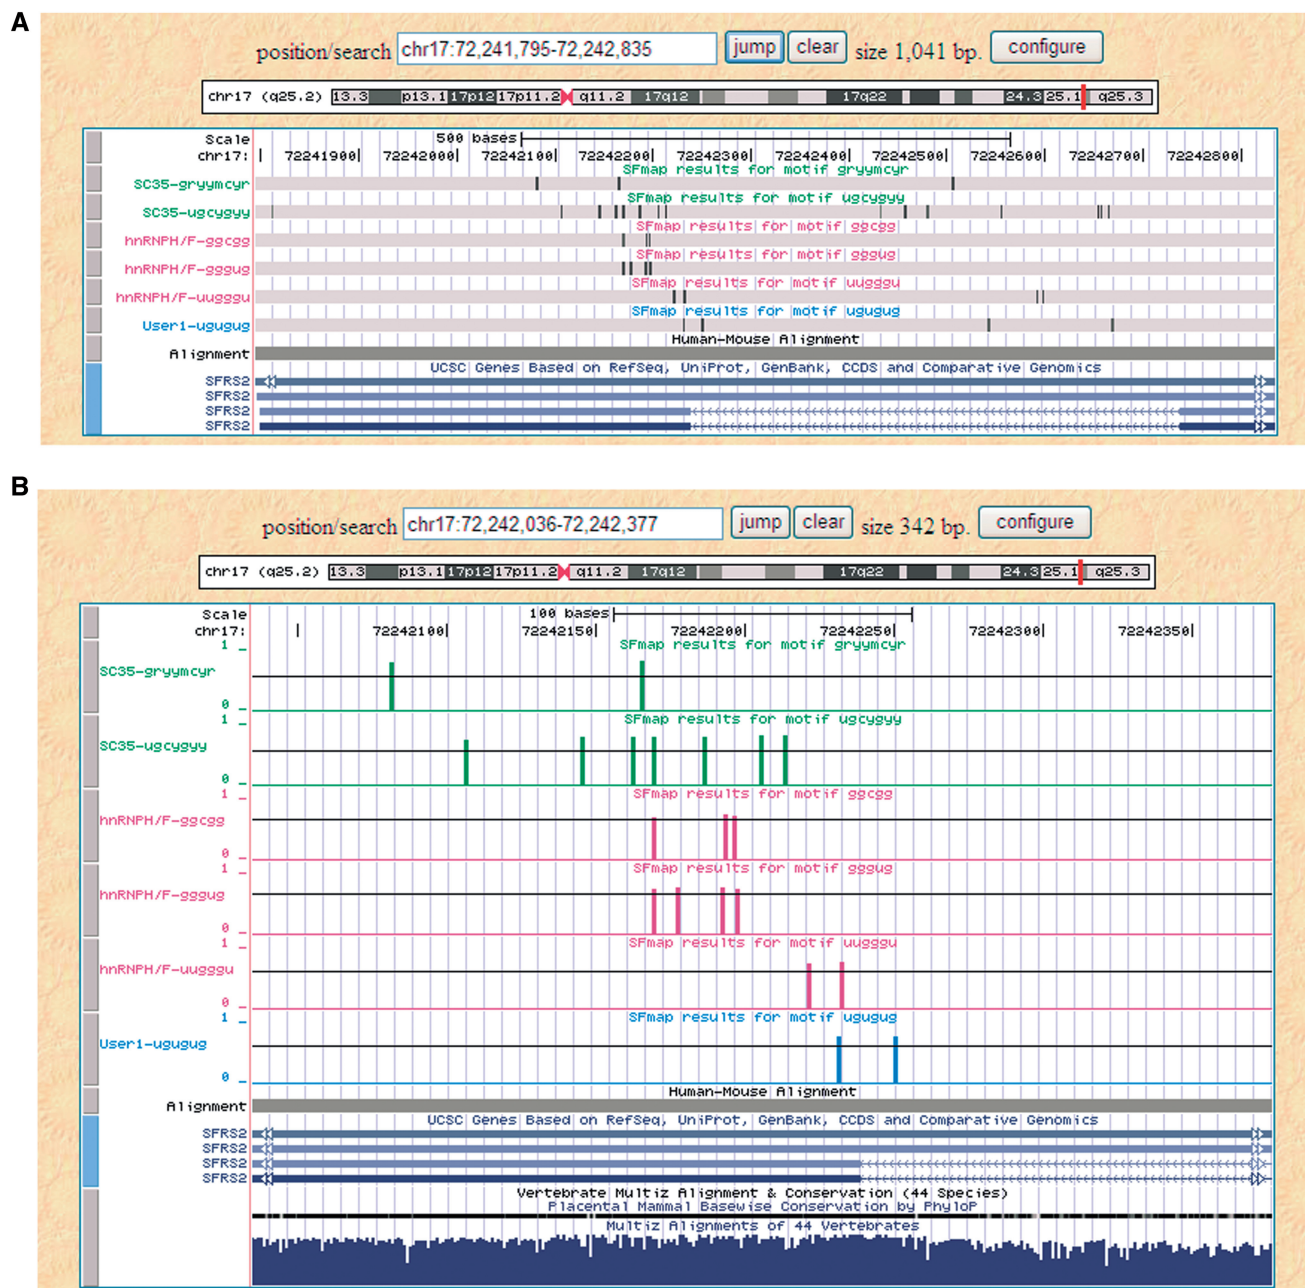 A
position/search chr17:72,241,795-72,242,835 jump clear size 1,041 bp. configure
chr17 (q25.2) 13.3 p13.1 17p12 17p11.2 q11.2 17q12 17q22 24.3 25.1 q25.3
Scale 500 bases
chr17: 72241900 72242000 72242100 72242200 72242300 72242400 72242500 72242600 72242700 72242800
SFmap results for motif gryymcyr
SC35-gryymcyr
SFmap results for motif ugcygyy
SC35-ugcygyy
SFmap results for motif ggcgg
hnRNPH/F-ggcgg
SFmap results for motif gggug
hnRNPH/F-gggug
SFmap results for motif uugggu
hnRNPH/F-uugggu
SFmap results for motif ugugug
User1-ugugug
Human-Mouse Alignment
Alignment
UCSC Genes Based on RefSeq, UniProt, GenBank, CCDS and Comparative Genomics
SFRS2
SFRS2
SFRS2
SFRS2
B
position/search chr17:72,242,036-72,242,377 jump clear size 342 bp. configure
chr17 (q25.2) 13.3 p13.1 17p12 17p11.2 q11.2 17q12 17q22 24.3 25.1 q25.3
Scale 100 bases
chr17: 72242100 72242150 72242200 72242250 72242300 72242350
1 _ SFmap results for motif gryymcyr
SC35-gryymcyr
0 _
1 _ SFmap results for motif ugcygyy
SC35-ugcygyy
0 _
1 _ SFmap results for motif ggcgg
hnRNPH/F-ggcgg
0 _
1 _ SFmap results for motif gggug
hnRNPH/F-gggug
0 _
1 _ SFmap results for motif uugggu
hnRNPH/F-uugggu
0 _
1 _ SFmap results for motif ugugug
User1-ugugug
0 _
Human-Mouse Alignment
Alignment
UCSC Genes Based on RefSeq, UniProt, GenBank, CCDS and Comparative Genomics
SFRS2
SFRS2
SFRS2
SFRS2
Vertebrate Multiz Alignment & Conservation (44 Species)
Placental Mammal Basewise Conservation by PhyloP
Multiz Alignments of 44 Vertebrates